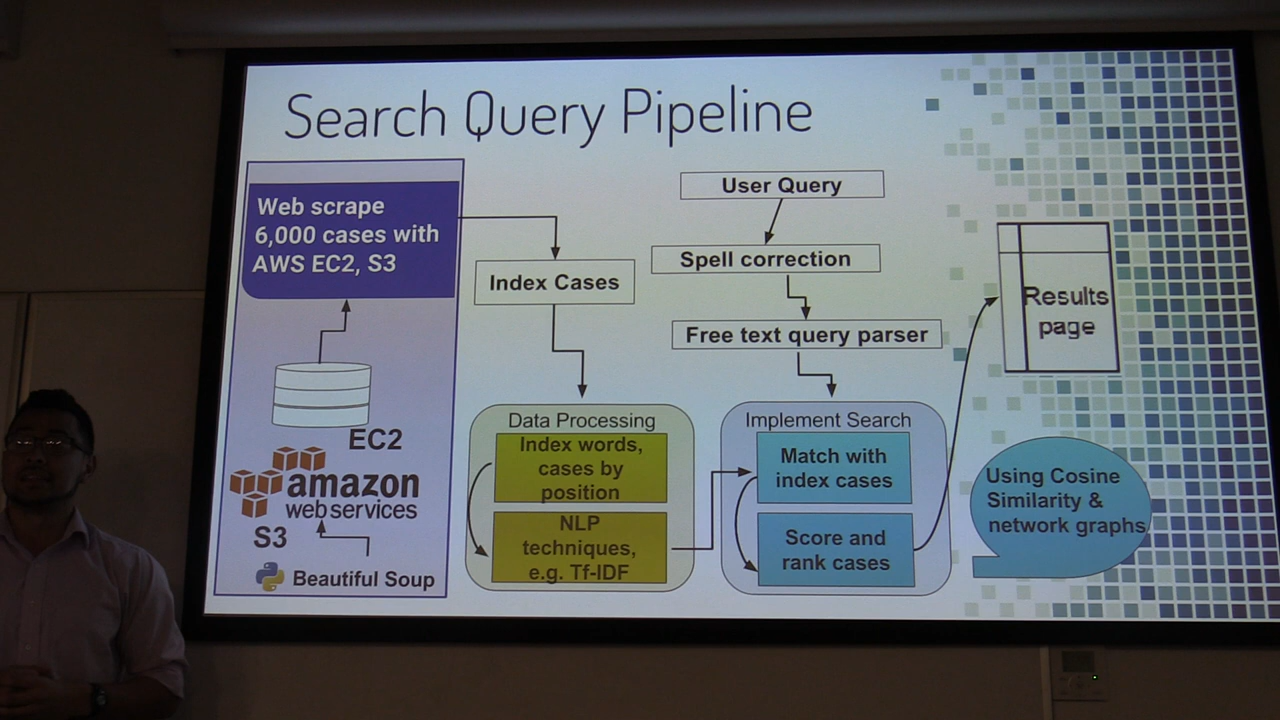 Search Query Pipeline
Web scrape
6,000 cases with
AWS EC2, S3
EC2
amazon
web services
S3
Beautiful Soup
Index Cases
Data Processing
Index words,
cases by
position
NLP
techniques,
e.g. Tf-IDF
User Query
Spell correction
Free text query parser
Implement Search
Match with
index cases
Score and
rank cases
Results
page
Using Cosine
Similarity &
network graphs